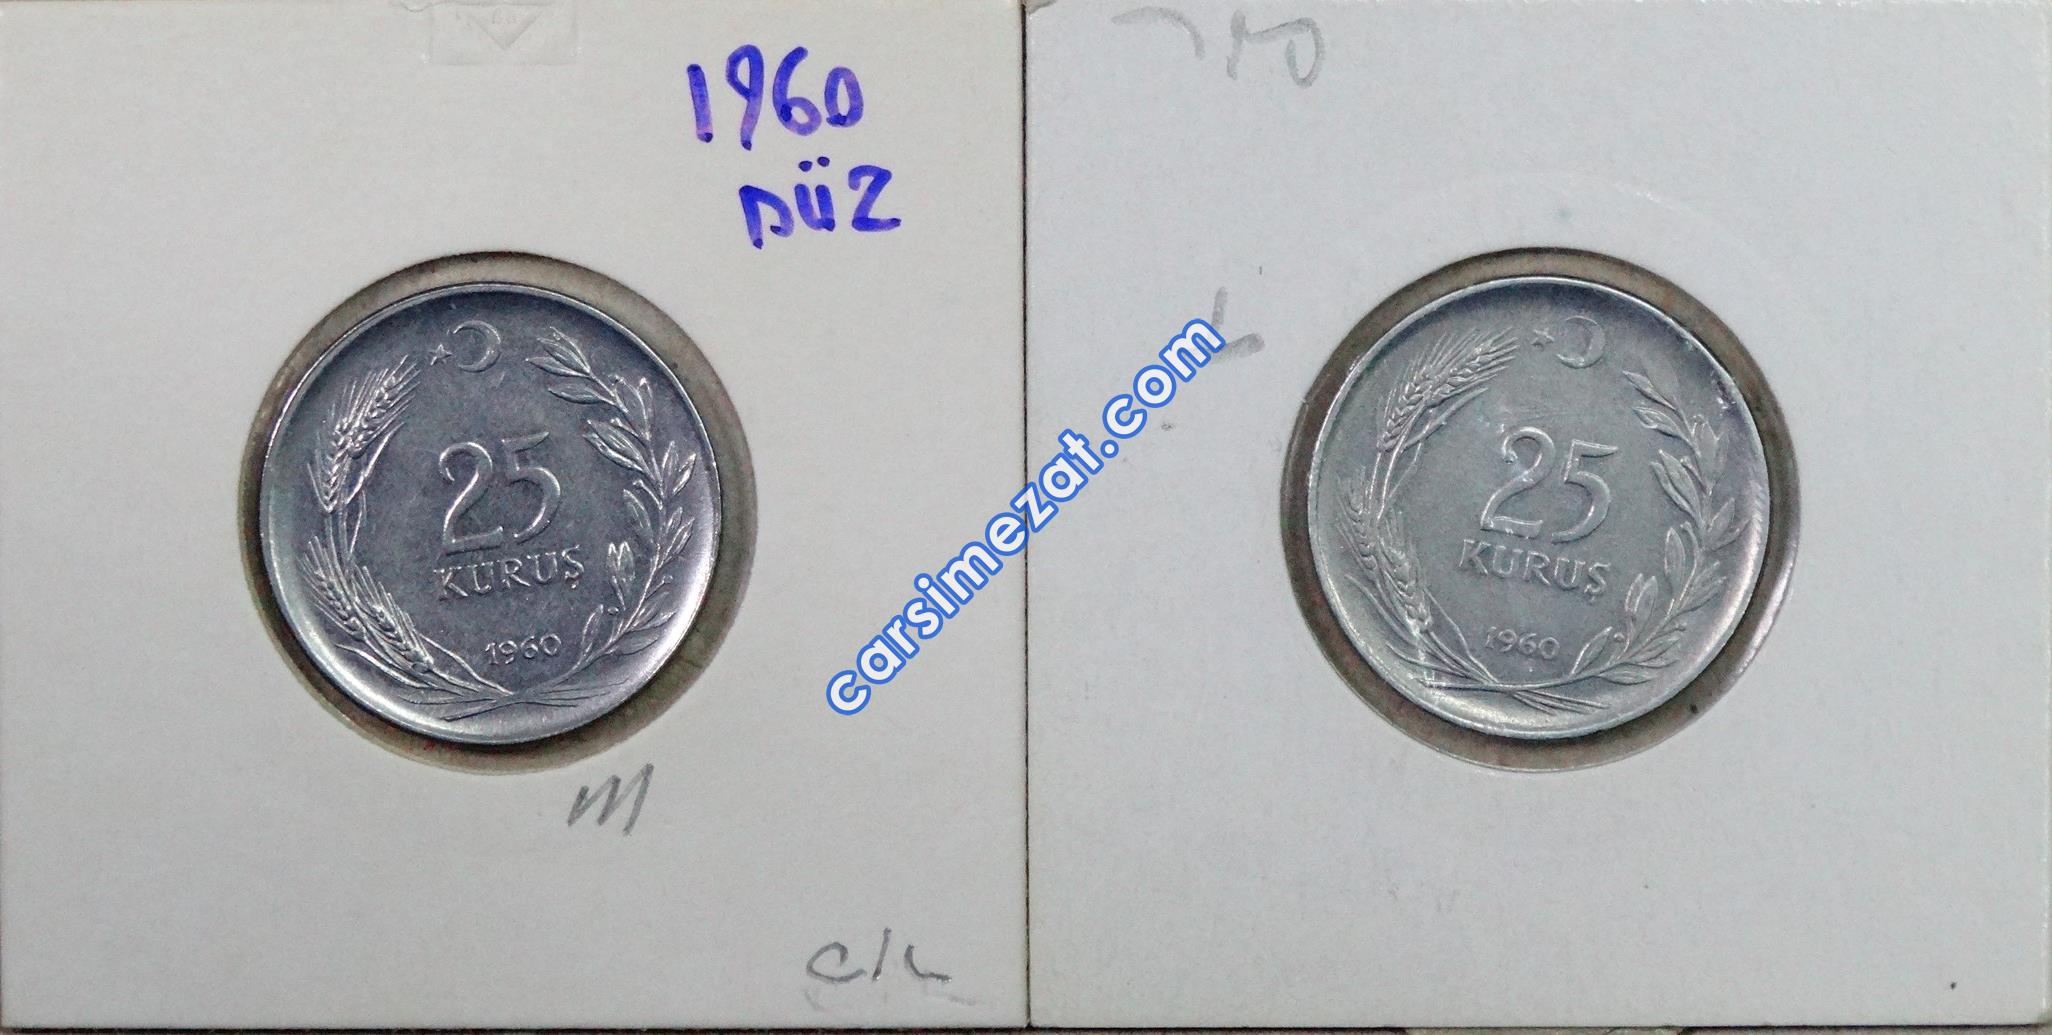 1960
DÜZ
25
KURUŞ
1960
M
C/L
carsimezat.com
25
KURUŞ
1960